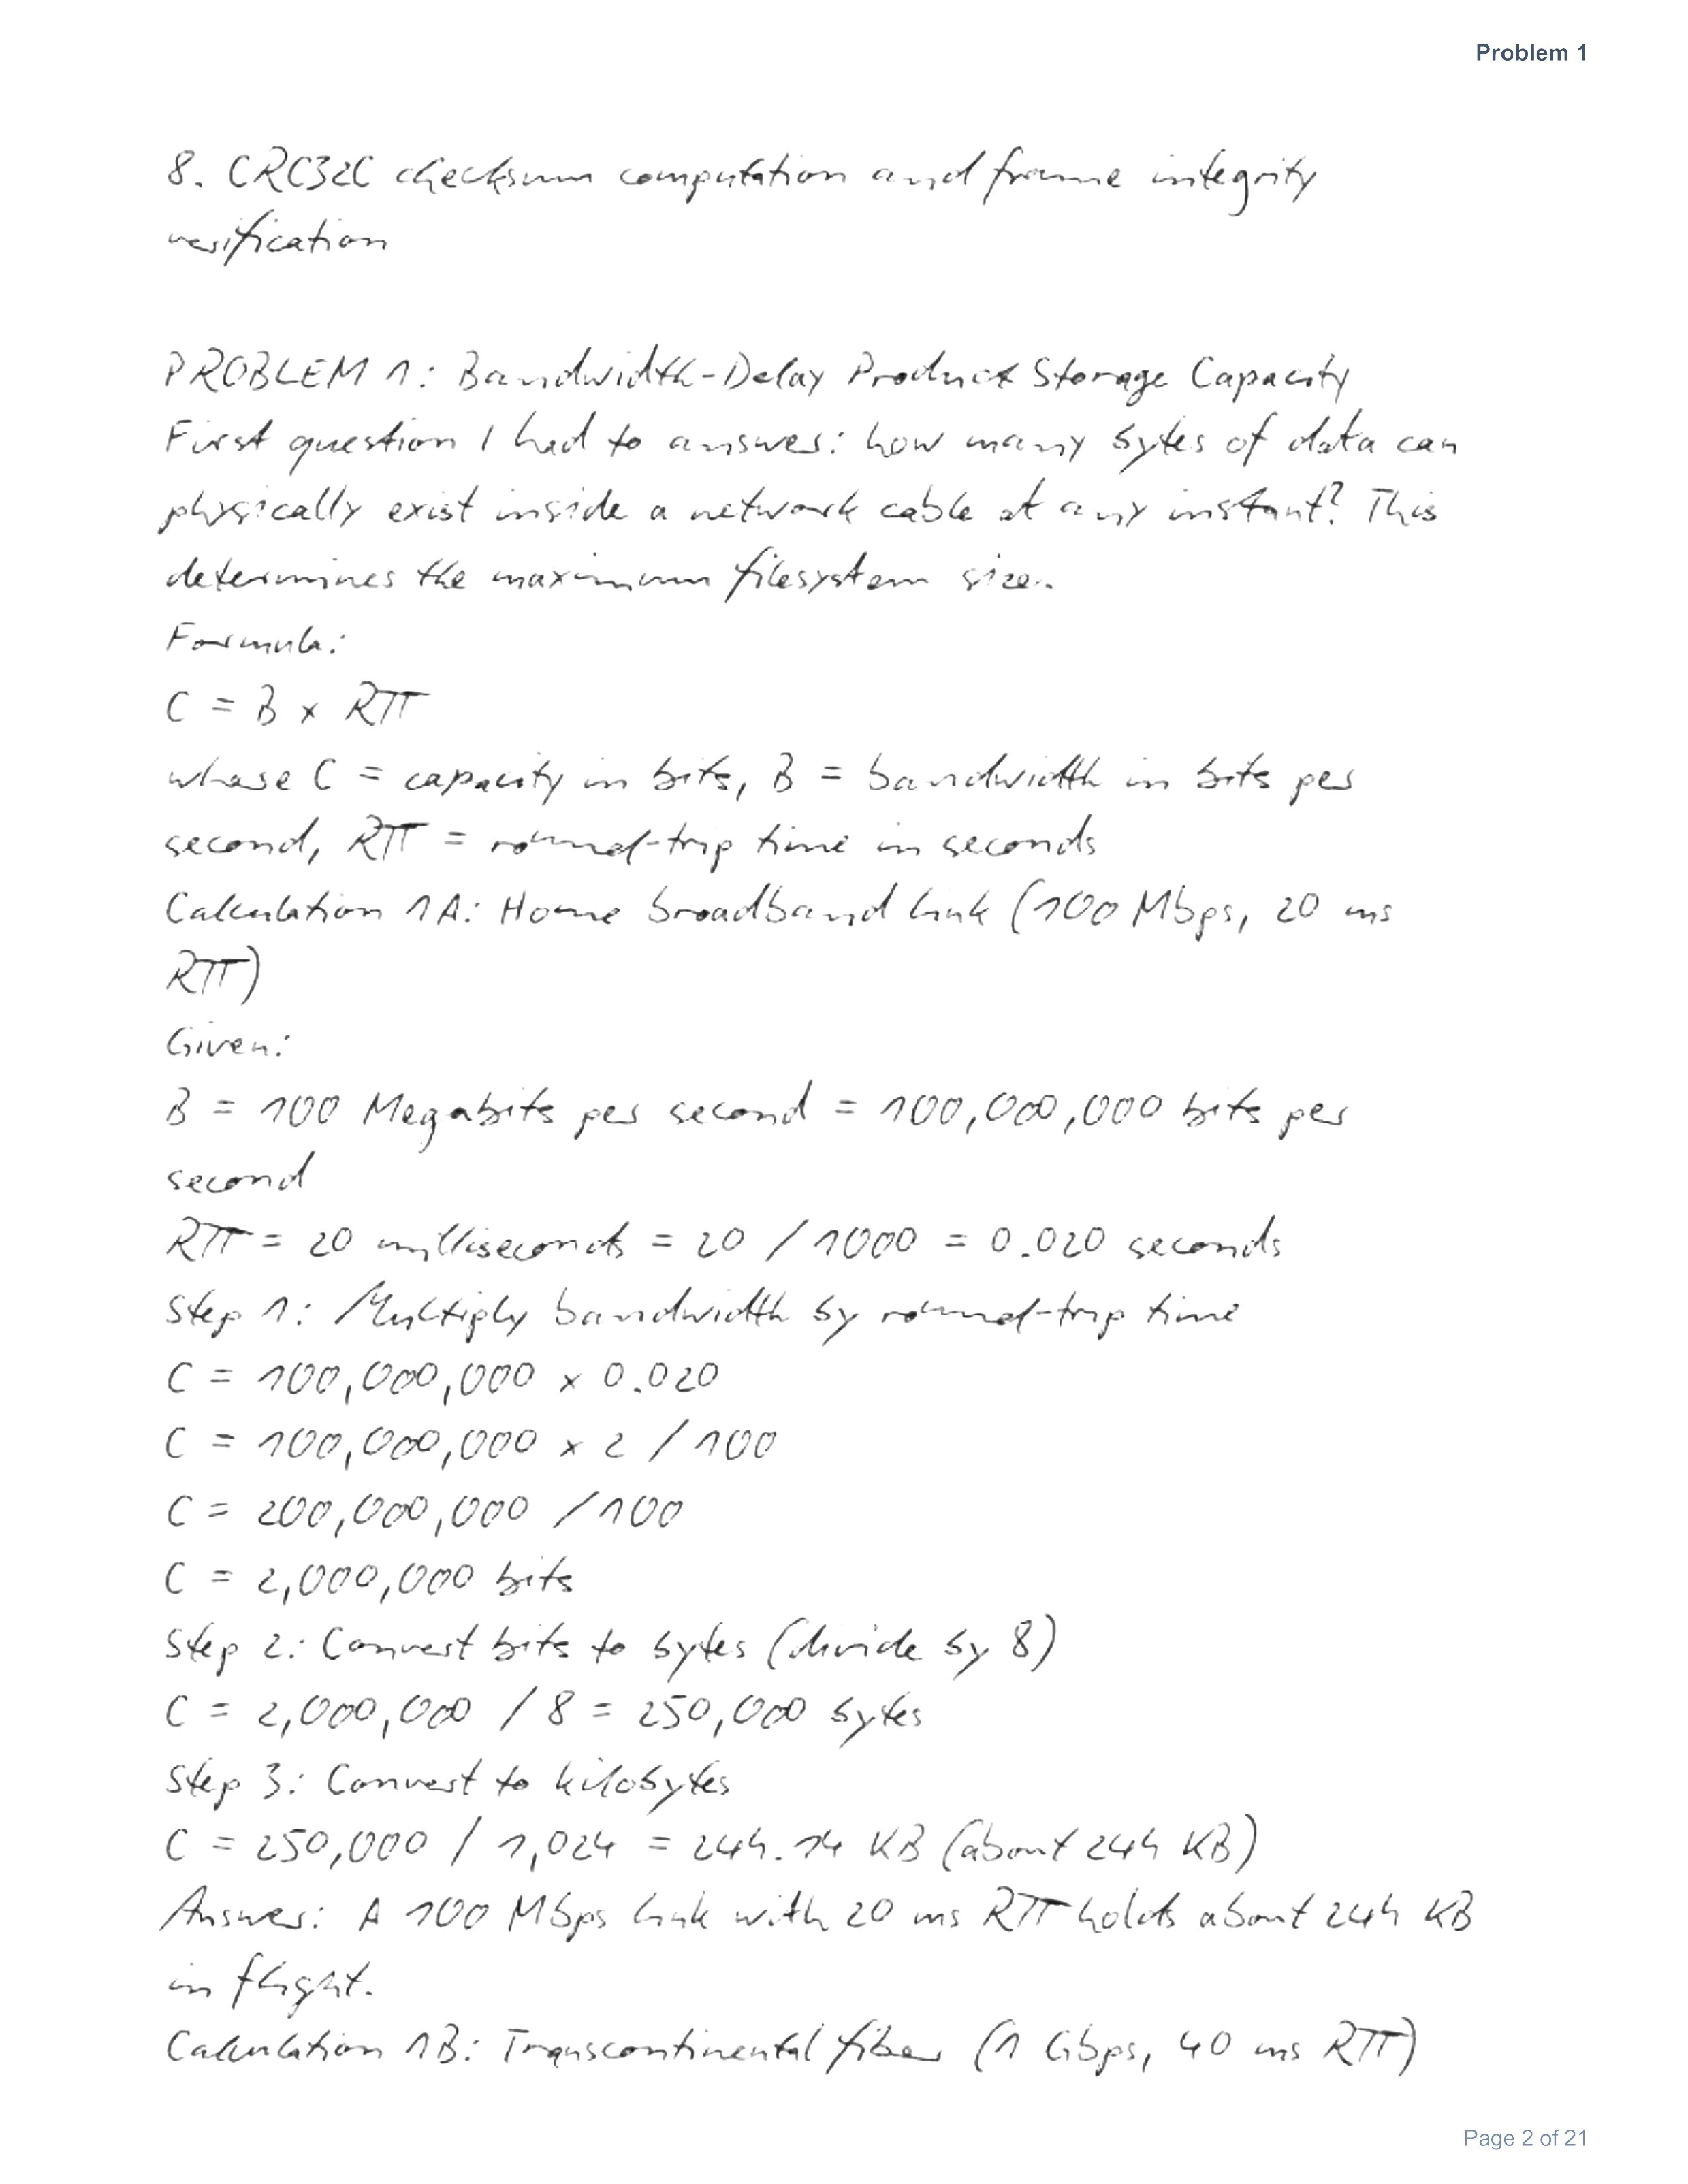 Problem 1
8. CRC32C checksum computation and frame integrity
verification
PROBLEM 1: Bandwidth-Delay Product Storage Capacity
First question I had to answer: how many bytes of data can
physically exist inside a network cable at any instant? This
determines the maximum filesystem size.
Formula:
C = B x RTT
where C = capacity in bits, B = bandwidth in bits per
second, RTT = round-trip time in seconds
Calculation 1A: Home broadband link (100 Mbps, 20 ms
RTT)
Given:
B = 100 Megabits per second = 100,000,000 bits per
second
RTT = 20 milliseconds = 20 / 1000 = 0.020 seconds
Step 1: Multiply bandwidth by round-trip time
C = 100,000,000 x 0.020
C = 100,000,000 x 2 / 100
C = 200,000,000 / 100
C = 2,000,000 bits
Step 2: Convert bits to bytes (divide by 8)
C = 2,000,000 / 8 = 250,000 bytes
Step 3: Convert to kilobytes
C = 250,000 / 1,024 = 244.14 KB (about 244 KB)
Answer: A 100 Mbps link with 20 ms RTT holds about 244 KB
in flight.
Calculation 1B: Transcontinental fiber (1 Gbps, 40 ms RTT)
Page 2 of 21